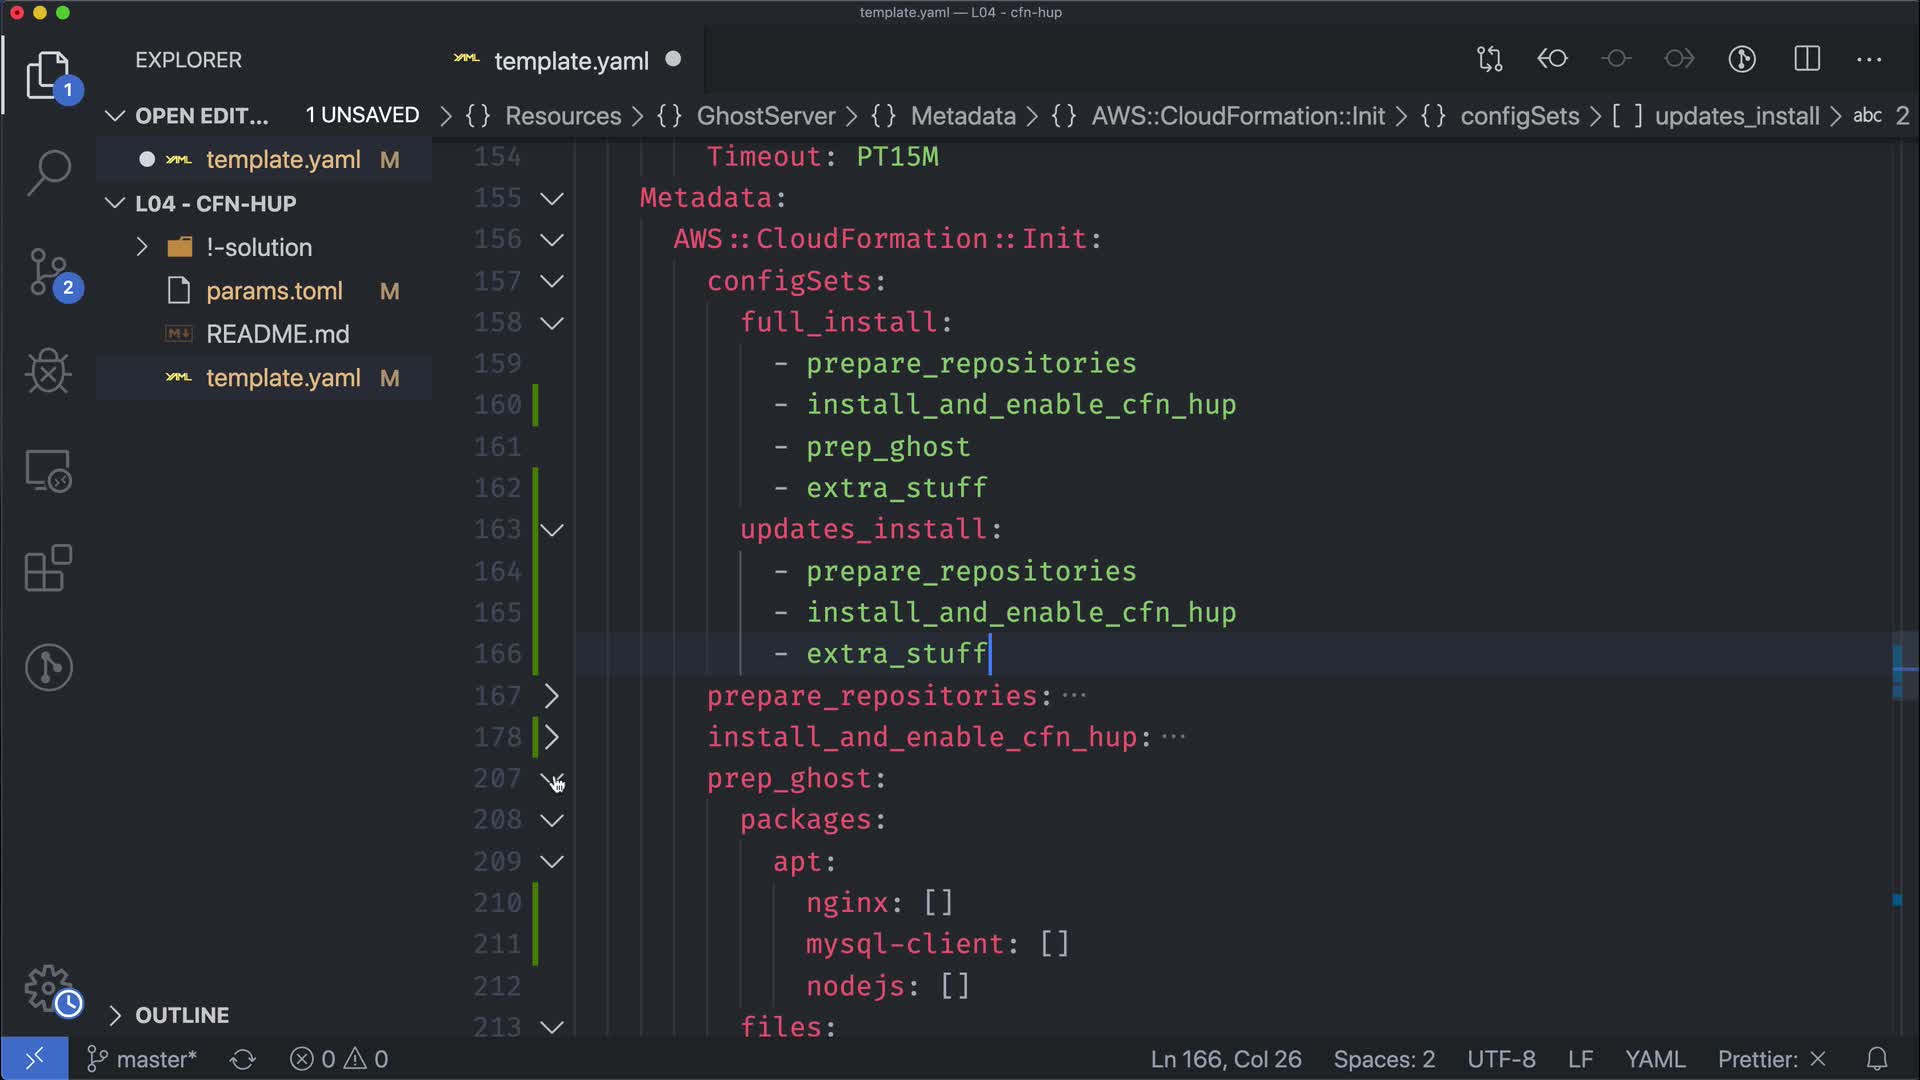 template.yaml — L04 - cfn-hup
EXPLORER
template.yaml
1
OPEN EDIT... 1 UNSAVED
Resources > {} GhostServer > {} Metadata > {} AWS::CloudFormation::Init > {} configSets > [ ] updates_install > abc 2
template.yaml M
L04 - CFN-HUP
!-solution
params.toml M
README.md
template.yaml M
2
154 Timeout: PT15M
155 Metadata:
156 AWS::CloudFormation::Init:
157 configSets:
158 full_install:
159 - prepare_repositories
160 - install_and_enable_cfn_hup
161 - prep_ghost
162 - extra_stuff
163 updates_install:
164 - prepare_repositories
165 - install_and_enable_cfn_hup
166 - extra_stuff
167 prepare_repositories: ...
178 install_and_enable_cfn_hup: ...
207 prep_ghost:
208 packages:
209 apt:
210 nginx: []
211 mysql-client: []
212 nodejs: []
213 files:
OUTLINE
master* 0 0 Ln 166, Col 26 Spaces: 2 UTF-8 LF YAML Prettier: ×